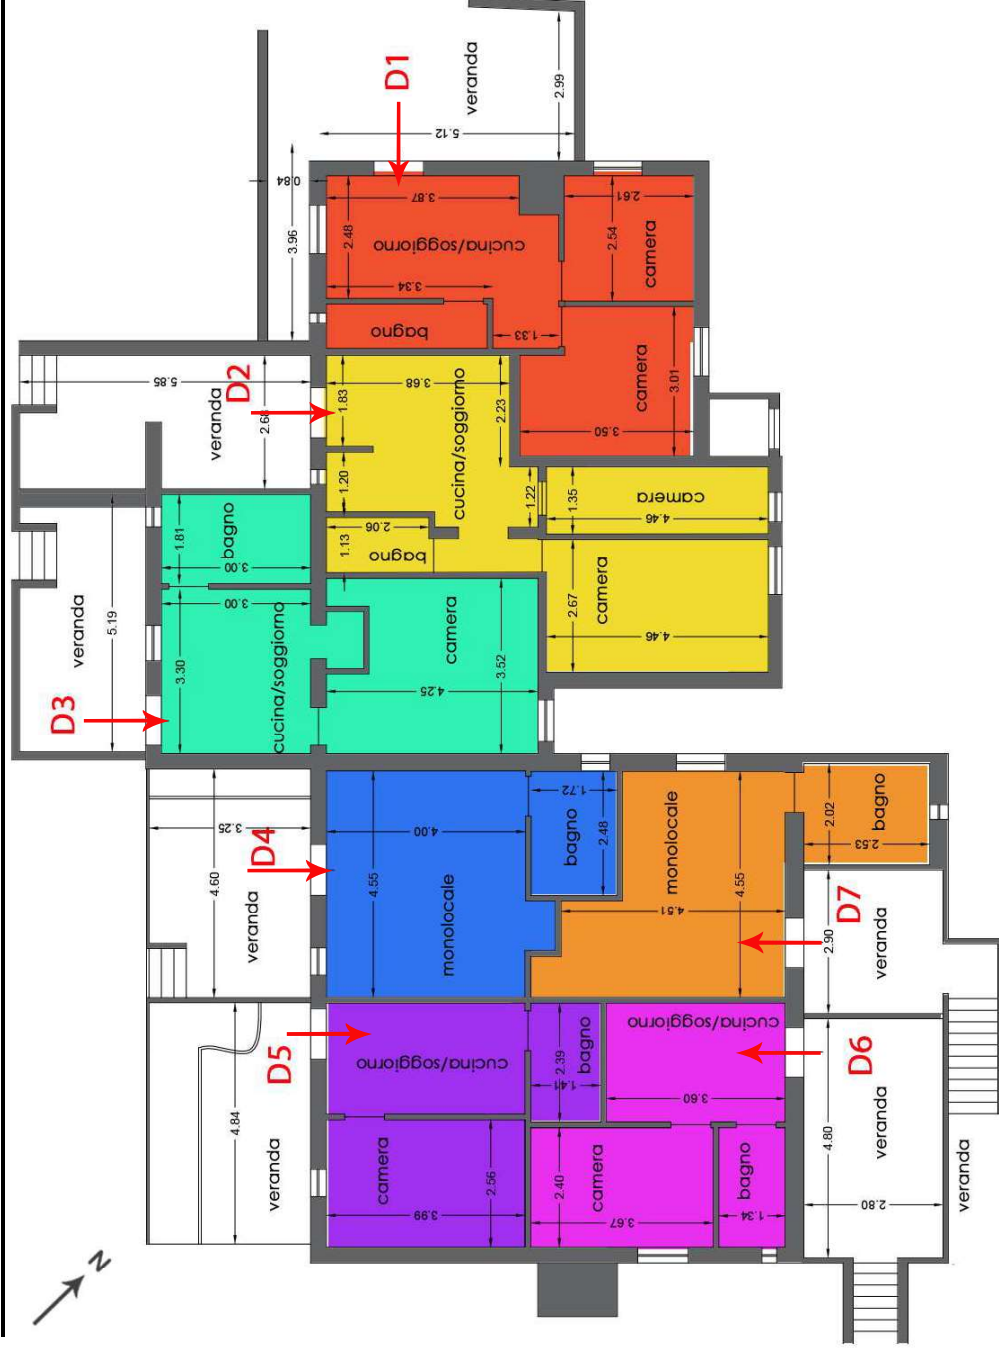 D1
veranda
2.99
5.12
0.84
3.96
3.87
2.48
cucina/soggiorno
3.34
2.61
2.54
camera
bagno
1.33
camera
3.01
3.50
5.85
D2
veranda
2.68
3.68
1.83
2.23
cucina/soggiorno
1.20
1.22
1.35
camera
4.46
2.06
1.13
bagno
camera
2.67
4.46
1.81
bagno
3.00
3.00
veranda
5.19
cucina/soggiorno
3.30
camera
3.52
4.25
D3
3.25
D4
4.60
veranda
4.00
4.55
monolocale
1.72
bagno
2.48
monolocale
4.55
4.51
2.02
bagno
2.53
D7
2.90
veranda
D5
4.84
veranda
cucina/soggiorno
2.39
bagno
1.41
cucina/soggiorno
3.60
D6
4.80
veranda
2.80
veranda
camera
2.56
3.99
2.40
camera
3.67
bagno
1.34
N